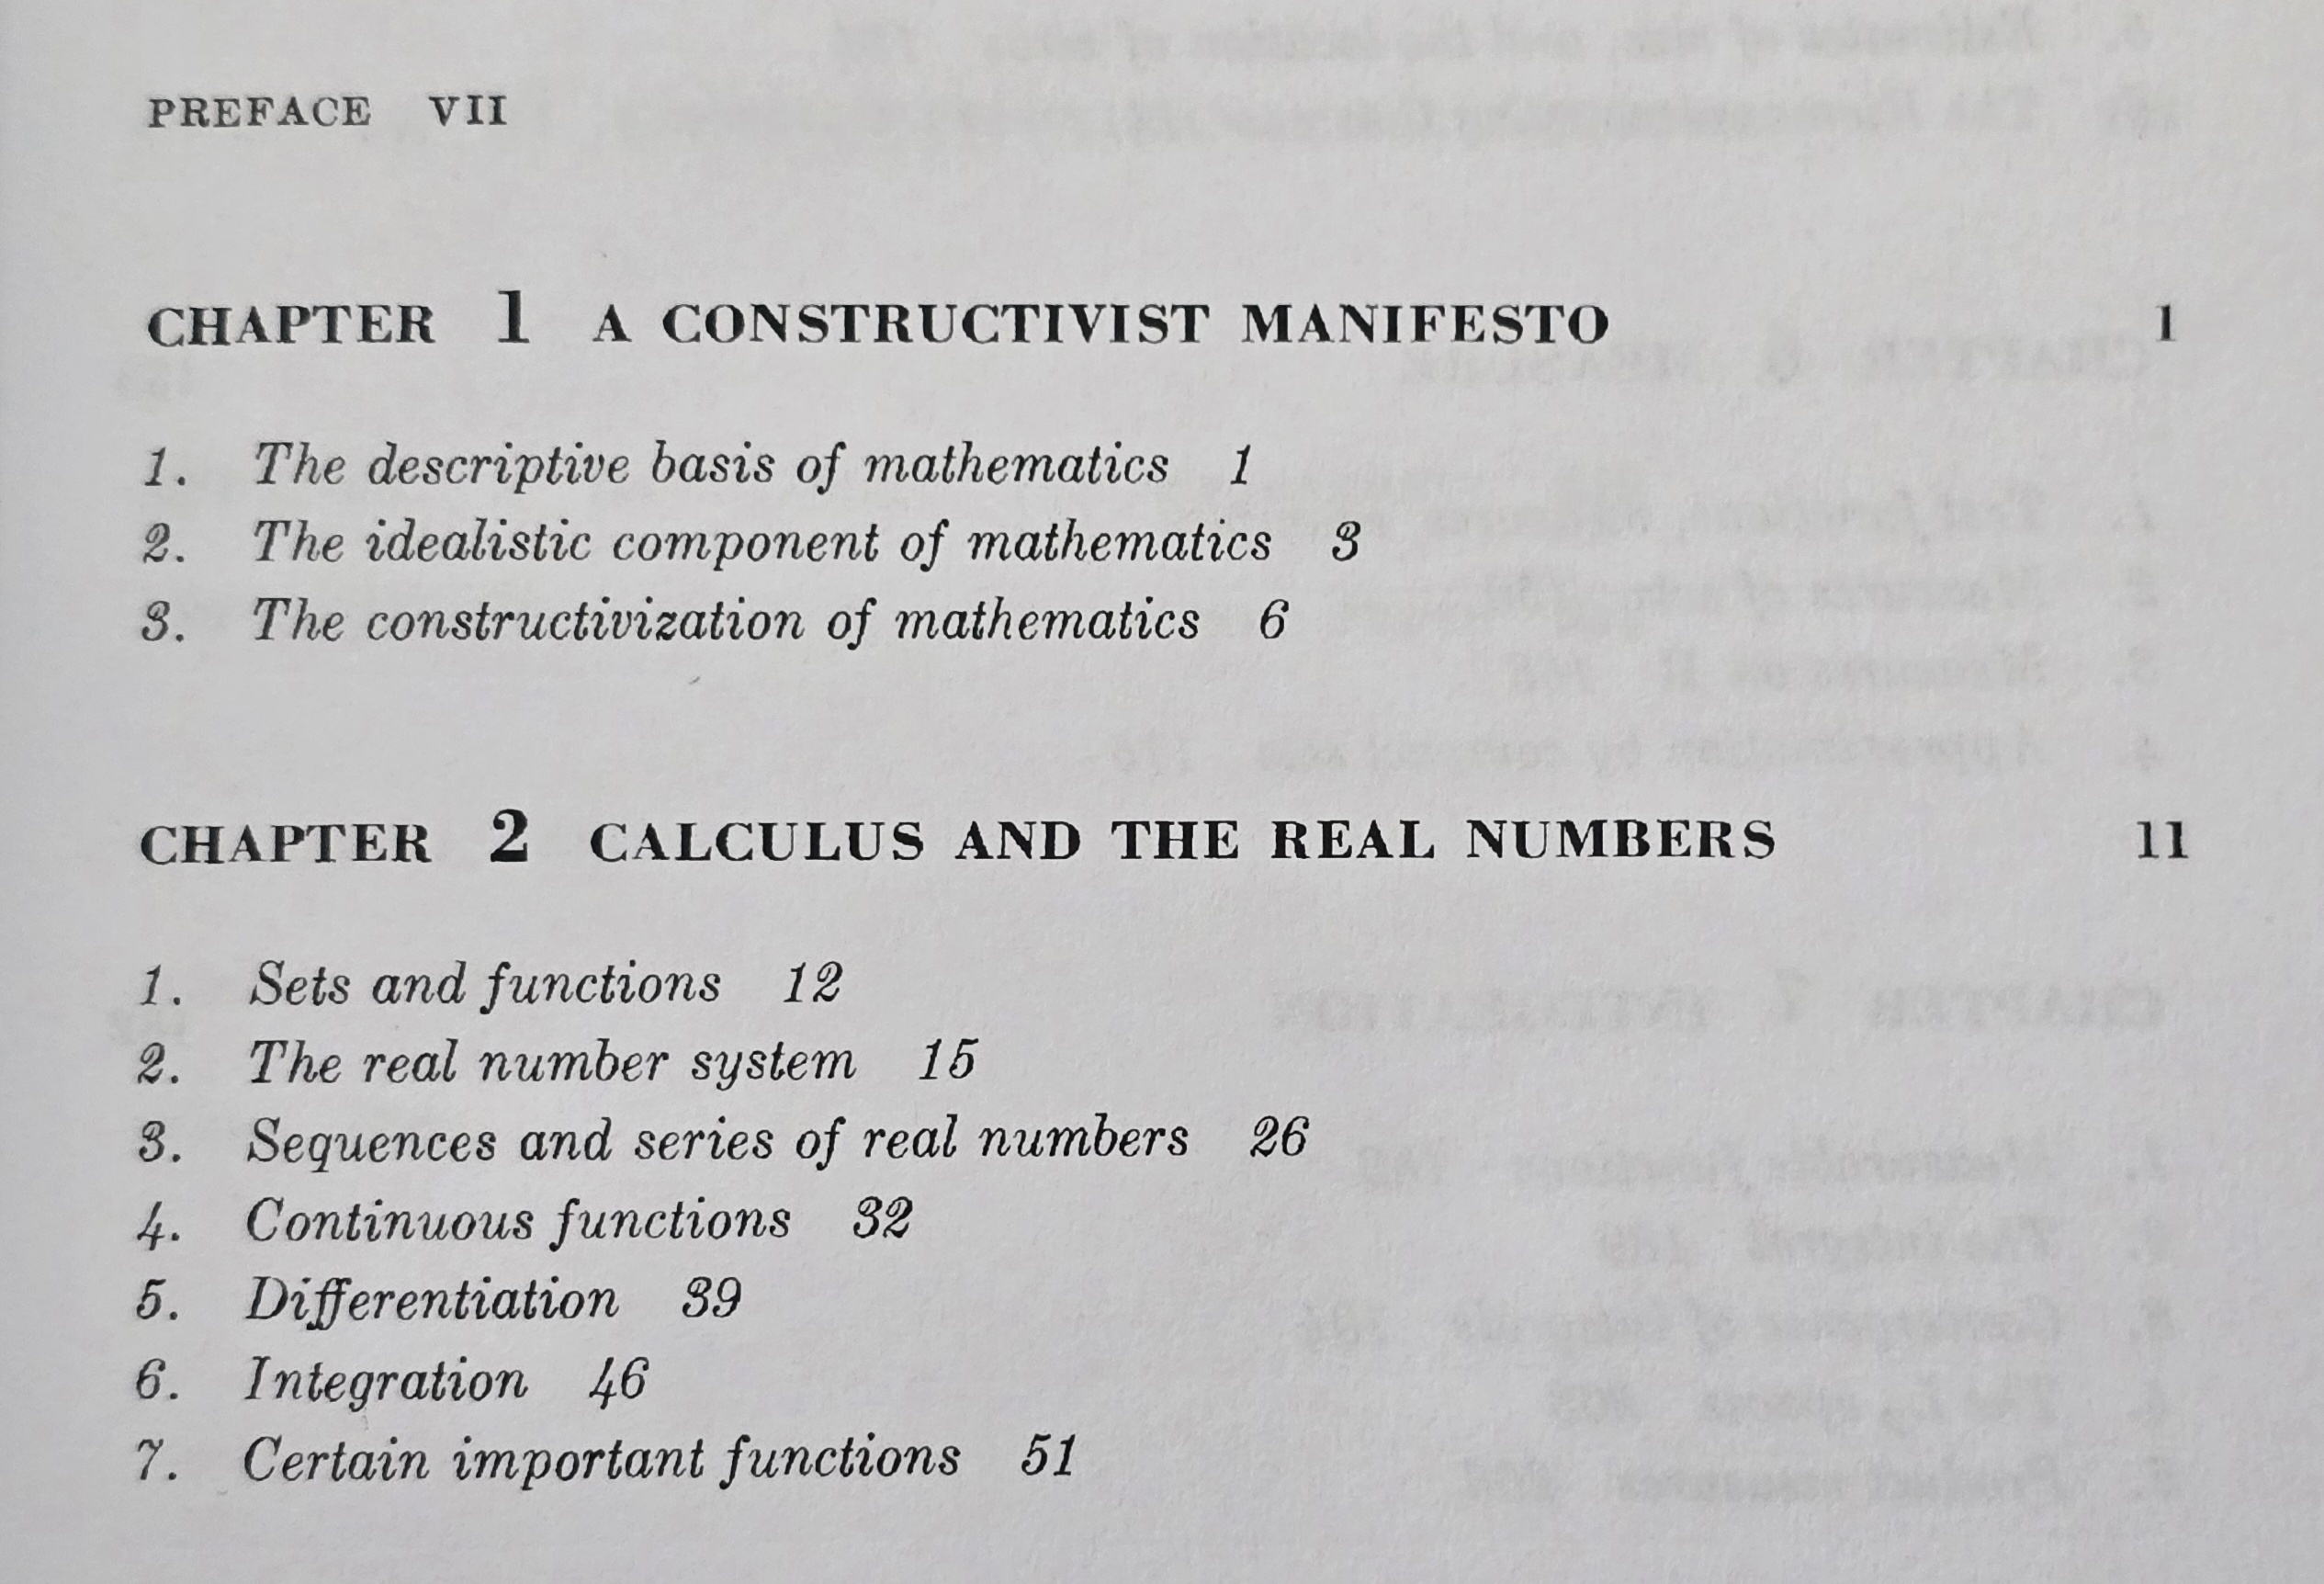 PREFACE VII
CHAPTER 1 A CONSTRUCTIVIST MANIFESTO 1
1. The descriptive basis of mathematics 1
2. The idealistic component of mathematics 3
3. The constructivization of mathematics 6
CHAPTER 2 CALCULUS AND THE REAL NUMBERS 11
1. Sets and functions 12
2. The real number system 15
3. Sequences and series of real numbers 26
4. Continuous functions 32
5. Differentiation 39
6. Integration 46
7. Certain important functions 51